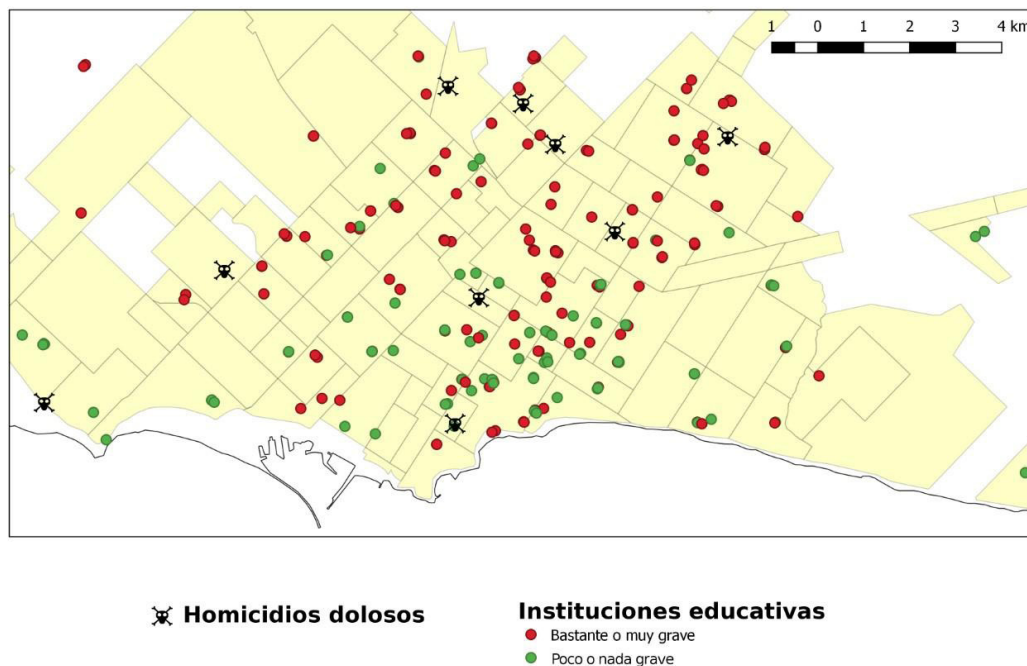 1 0 1 2 3 4 km
Homicidios dolosos
Instituciones educativas
Bastante o muy grave
Poco o nada grave